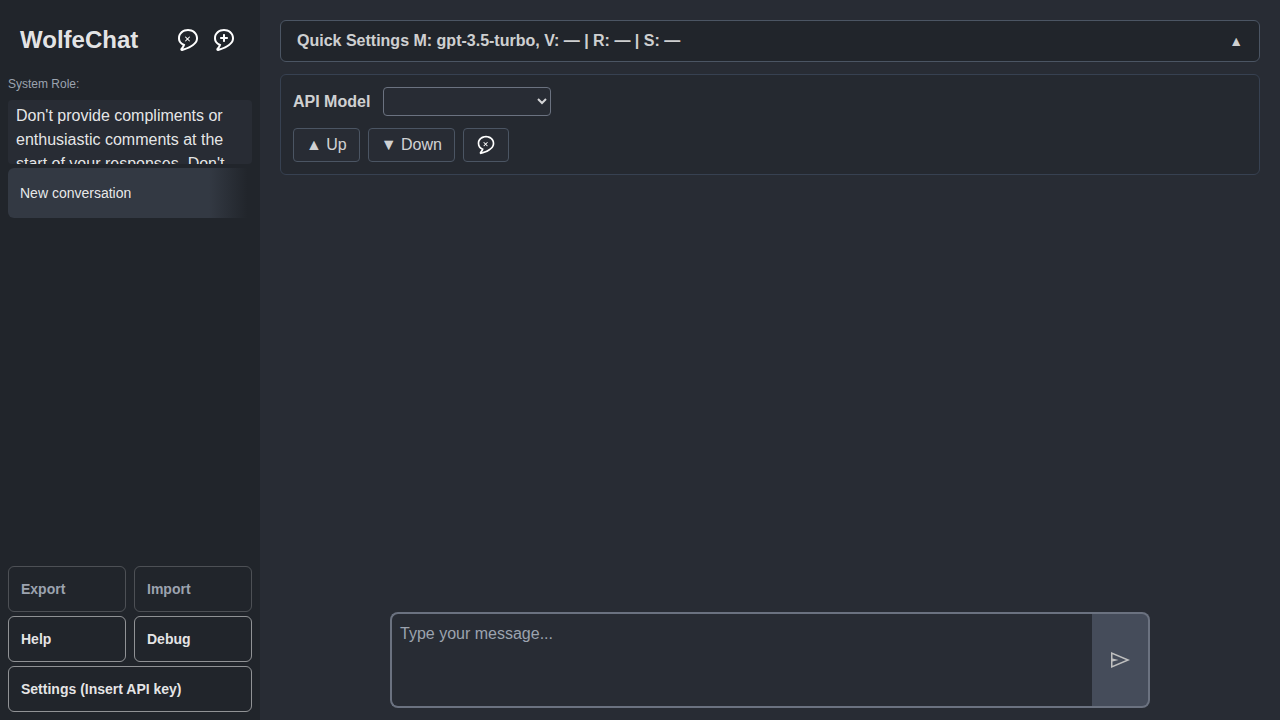 WolfeChat
System Role:
Don't provide compliments or
enthusiastic comments at the
start of your responses. Don't
New conversation
Export
Import
Help
Debug
Settings (Insert API key)
Quick Settings M: gpt-3.5-turbo, V: — | R: — | S: — ▲
API Model
▲ Up
▼ Down
Type your message...